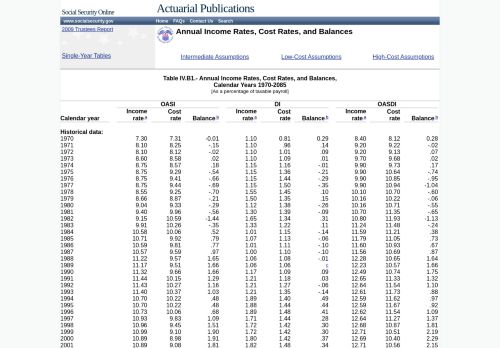 Social Security Online
Actuarial Publications
www.socialsecurity.gov Home FAQs Contact Us Search
2009 Trustees Report
Annual Income Rates, Cost Rates, and Balances
Single-Year Tables
Intermediate Assumptions Low-Cost Assumptions High-Cost Assumptions
Table IV.B1.- Annual Income Rates, Cost Rates, and Balances,
Calendar Years 1970-2085
[As a percentage of taxable payroll]
OASI DI OASDI
Calendar year Income rate a Cost rate Balance b Income rate a Cost rate Balance b Income rate a Cost rate Balance b
Historical data:
1970 7.30 7.31 -0.01 1.10 0.81 0.29 8.40 8.12 0.28
1971 8.10 8.25 -.15 1.10 .96 .14 9.20 9.22 -.02
1972 8.10 8.12 -.02 1.10 1.01 .09 9.20 9.13 .07
1973 8.60 8.58 .02 1.10 1.09 .01 9.70 9.68 .02
1974 8.75 8.57 .18 1.15 1.16 -.01 9.90 9.73 .17
1975 8.75 9.29 -.54 1.15 1.36 -.21 9.90 10.64 -.74
1976 8.75 9.41 -.66 1.15 1.44 -.29 9.90 10.85 -.95
1977 8.75 9.44 -.69 1.15 1.50 -.35 9.90 10.94 -1.04
1978 8.55 9.25 -.70 1.55 1.45 .10 10.10 10.70 -.60
1979 8.66 8.87 -.21 1.50 1.35 .15 10.16 10.22 -.06
1980 9.04 9.33 -.29 1.12 1.38 -.26 10.16 10.71 -.55
1981 9.40 9.96 -.56 1.30 1.39 -.09 10.70 11.35 -.65
1982 9.15 10.59 -1.44 1.65 1.34 .31 10.80 11.93 -1.13
1983 9.91 10.26 -.35 1.33 1.22 .11 11.24 11.48 -.24
1984 10.58 10.06 .52 1.01 1.15 -.14 11.59 11.21 .38
1985 10.71 9.92 .79 1.07 1.13 -.06 11.79 11.05 .73
1986 10.59 9.81 .77 1.01 1.11 -.10 11.60 10.93 .67
1987 10.57 9.59 .97 1.00 1.10 -.10 11.56 10.69 .87
1988 11.22 9.57 1.65 1.06 1.08 -.01 12.28 10.65 1.64
1989 11.17 9.51 1.66 1.06 1.06 c 12.23 10.57 1.66
1990 11.32 9.66 1.66 1.17 1.09 .09 12.49 10.74 1.75
1991 11.44 10.15 1.29 1.21 1.18 .03 12.65 11.33 1.32
1992 11.43 10.27 1.16 1.21 1.27 -.06 12.64 11.54 1.10
1993 11.40 10.37 1.03 1.21 1.35 -.14 12.61 11.73 .88
1994 10.70 10.22 .48 1.89 1.40 .49 12.59 11.62 .97
1995 10.70 10.22 .48 1.88 1.44 .44 12.59 11.67 .92
1996 10.73 10.06 .68 1.89 1.48 .41 12.62 11.54 1.09
1997 10.93 9.83 1.09 1.71 1.44 .28 12.64 11.27 1.37
1998 10.96 9.45 1.51 1.72 1.42 .30 12.68 10.87 1.81
1999 10.99 9.10 1.90 1.72 1.42 .30 12.71 10.51 2.19
2000 10.89 8.98 1.91 1.80 1.42 .37 12.69 10.40 2.29
2001 10.89 9.08 1.81 1.82 1.48 .34 12.71 10.56 2.15